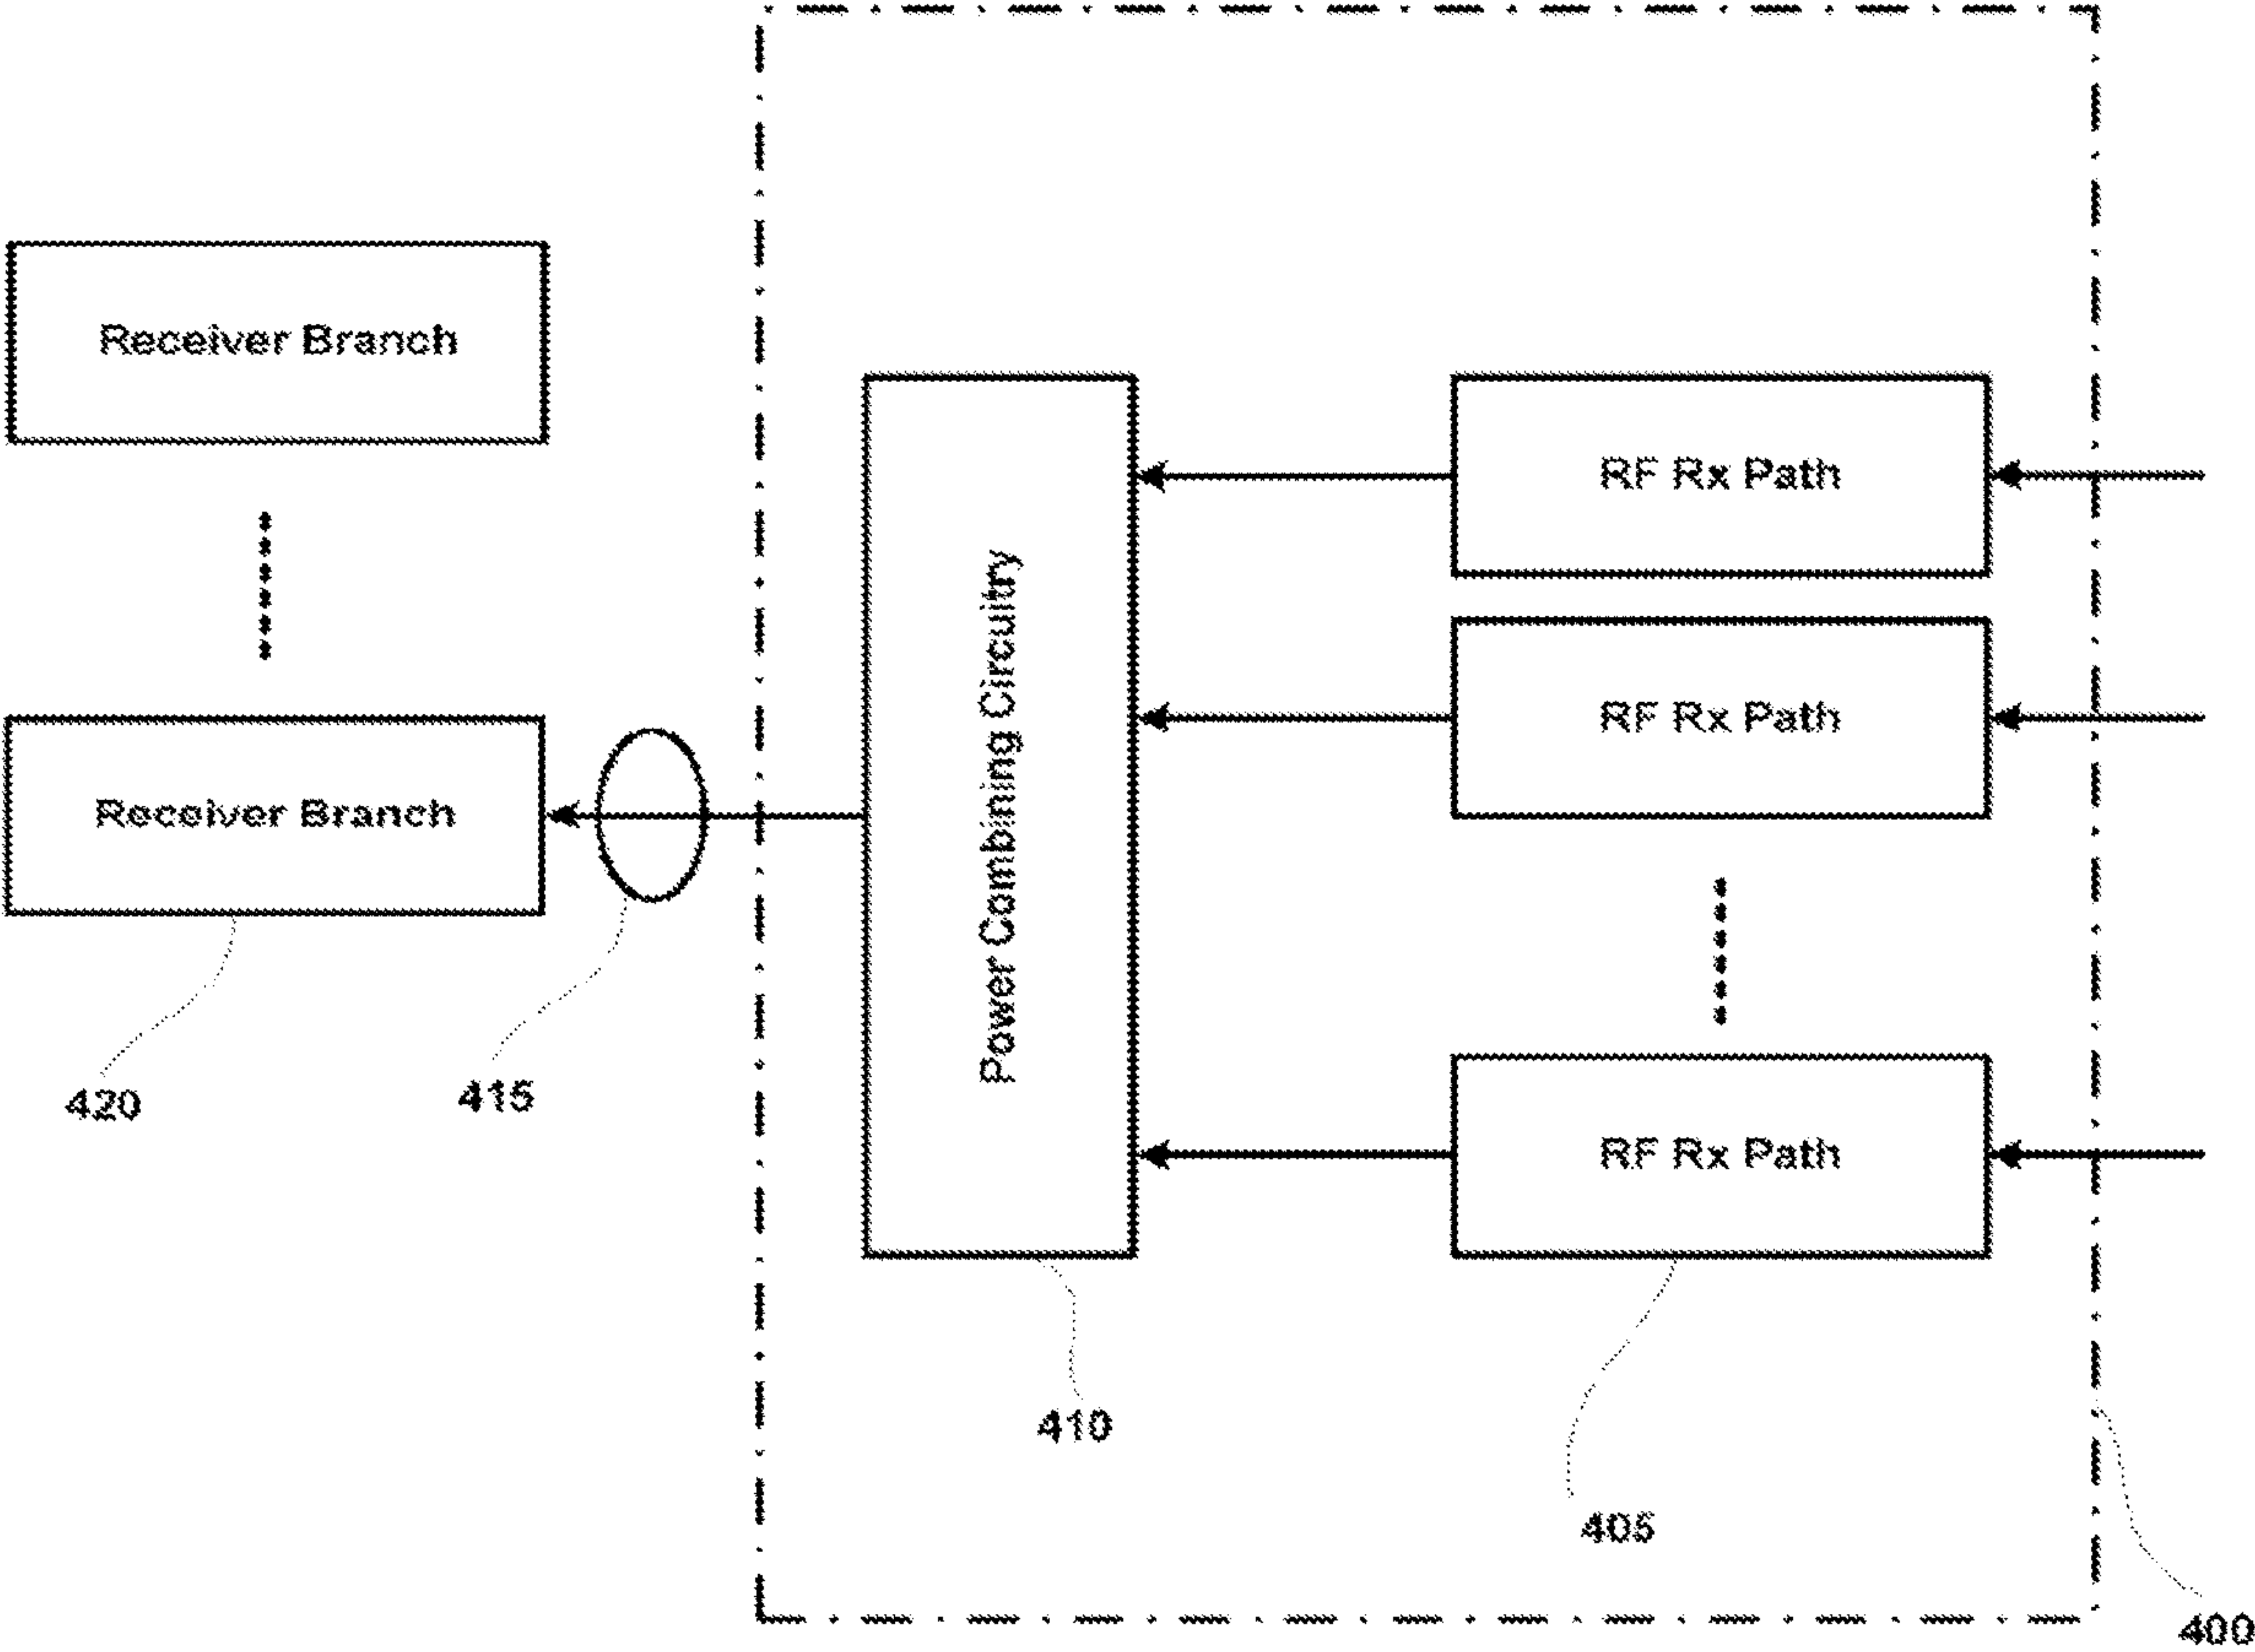 Receiver Branch
RF Rx Path
RF Rx Path
Receiver Branch
Power Combining Circuitry
RF Rx Path
420
415
410
405
400